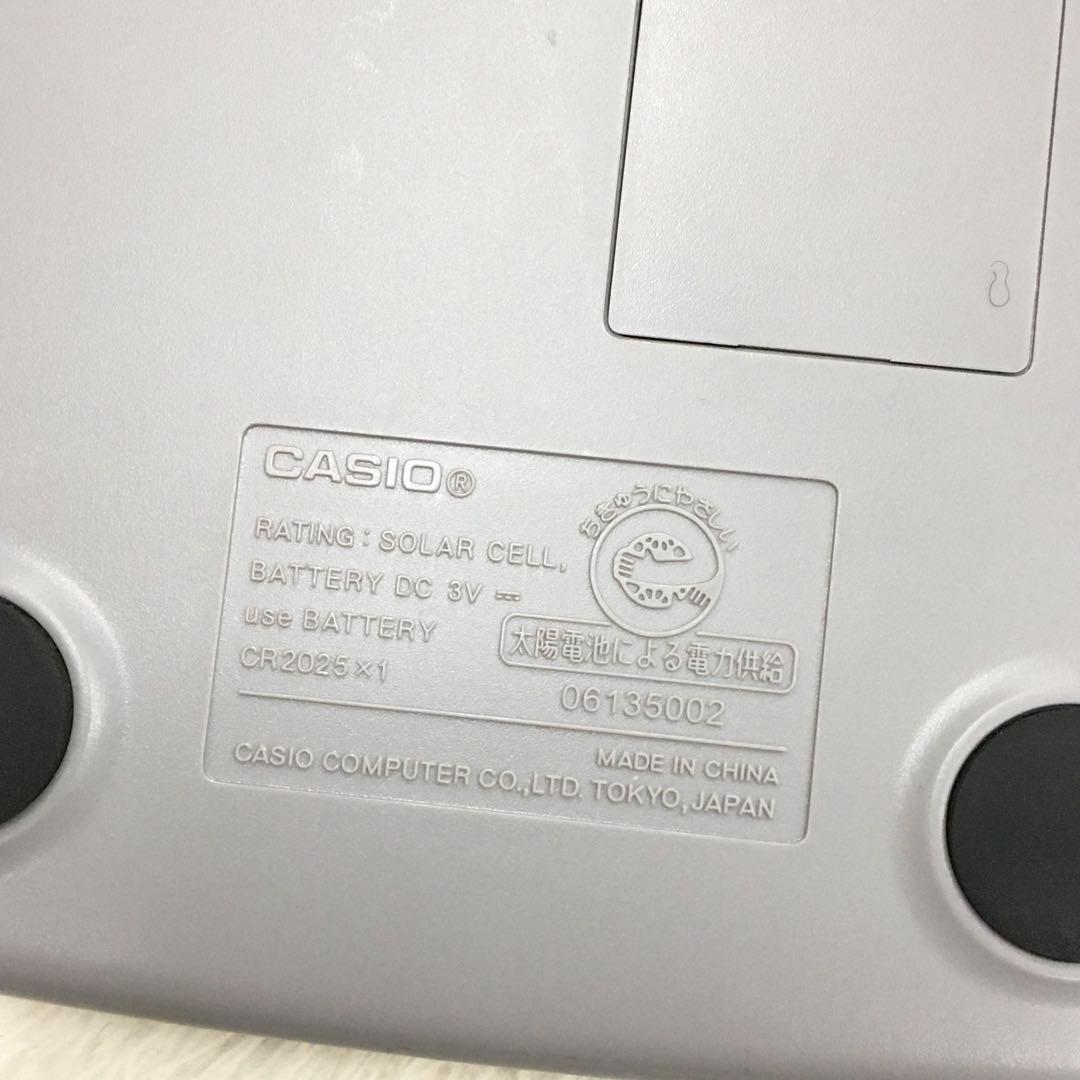 CASIO®
RATING : SOLAR CELL,
BATTERY DC 3V ⎓
use BATTERY
CR2025×1
ちきゅうにやさしい
太陽電池による電力供給
06135002
MADE IN CHINA
CASIO COMPUTER CO.,LTD. TOKYO, JAPAN